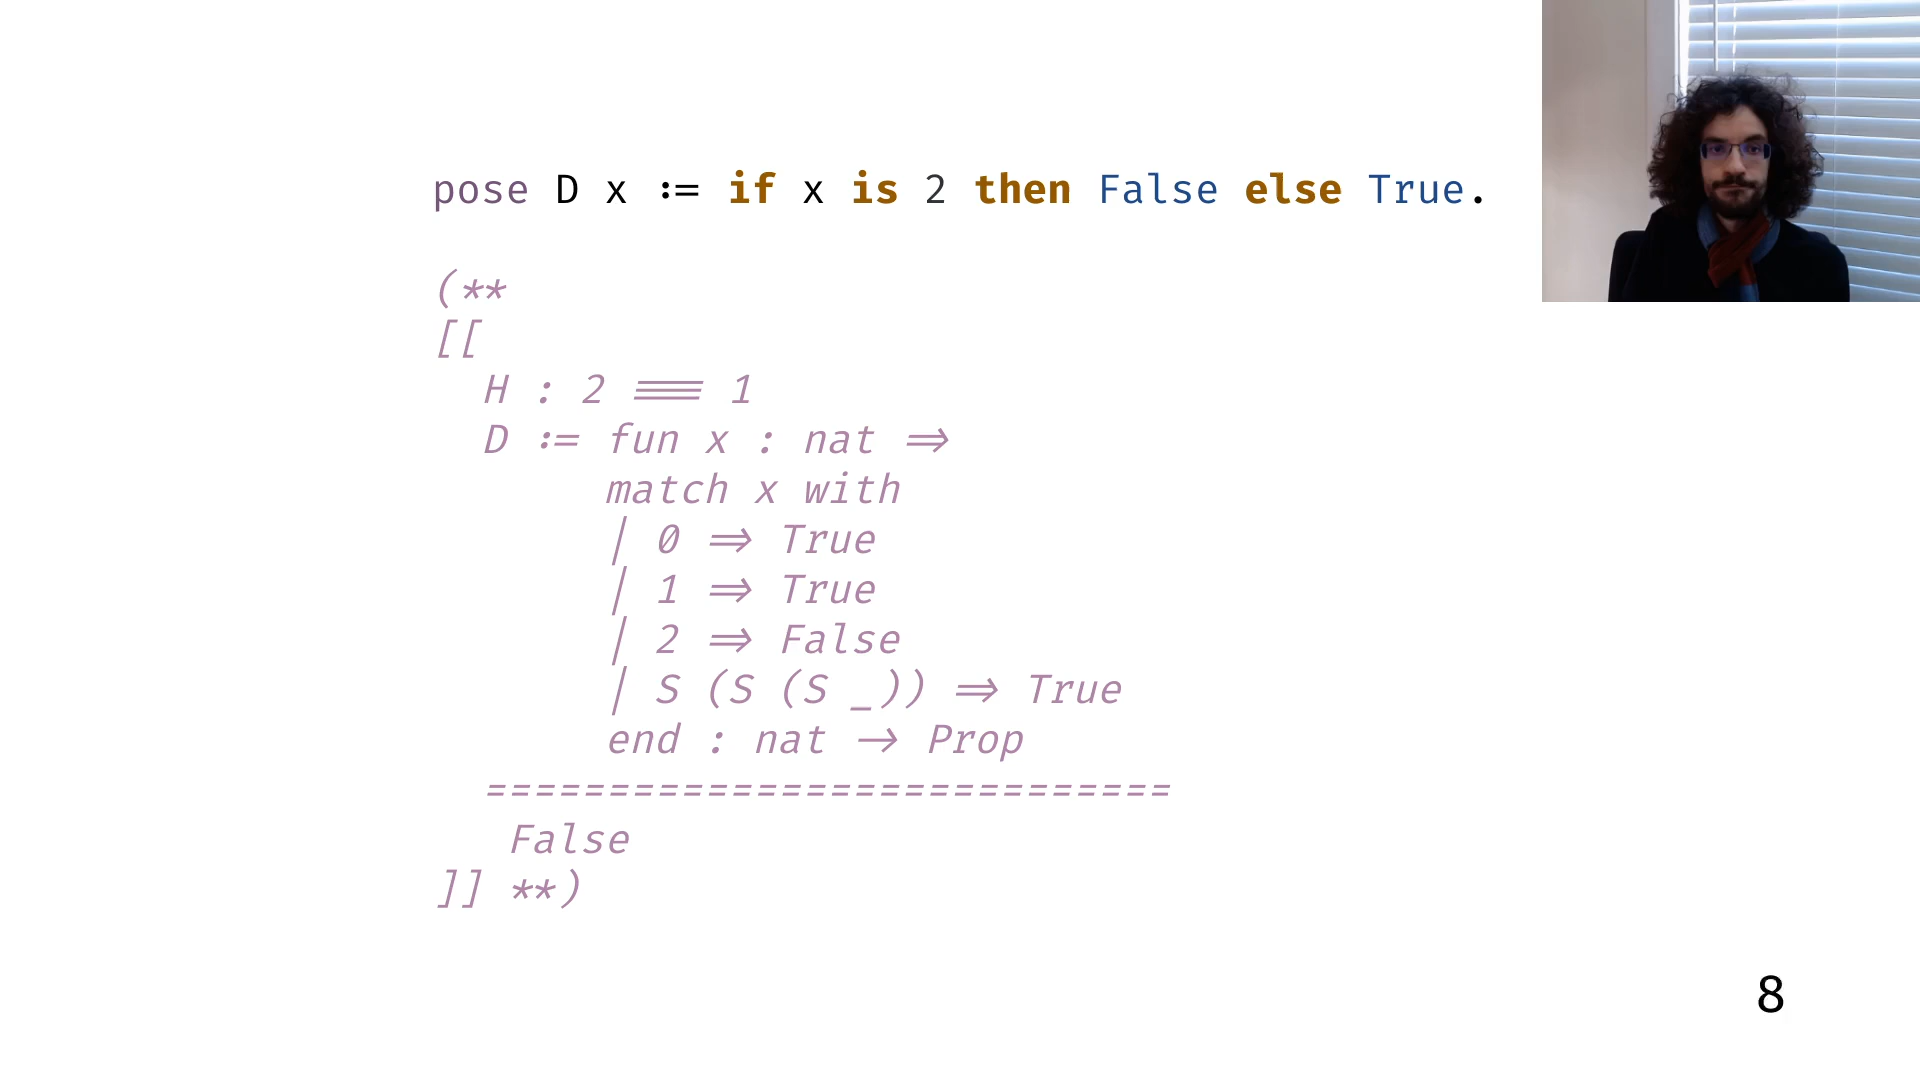 pose D x := if x is 2 then False else True.
(**
[[
H : 2 === 1
D := fun x : nat =>
match x with
| 0 => True
| 1 => True
| 2 => False
| S (S (S _)) => True
end : nat -> Prop
============================
False
]] **)
8